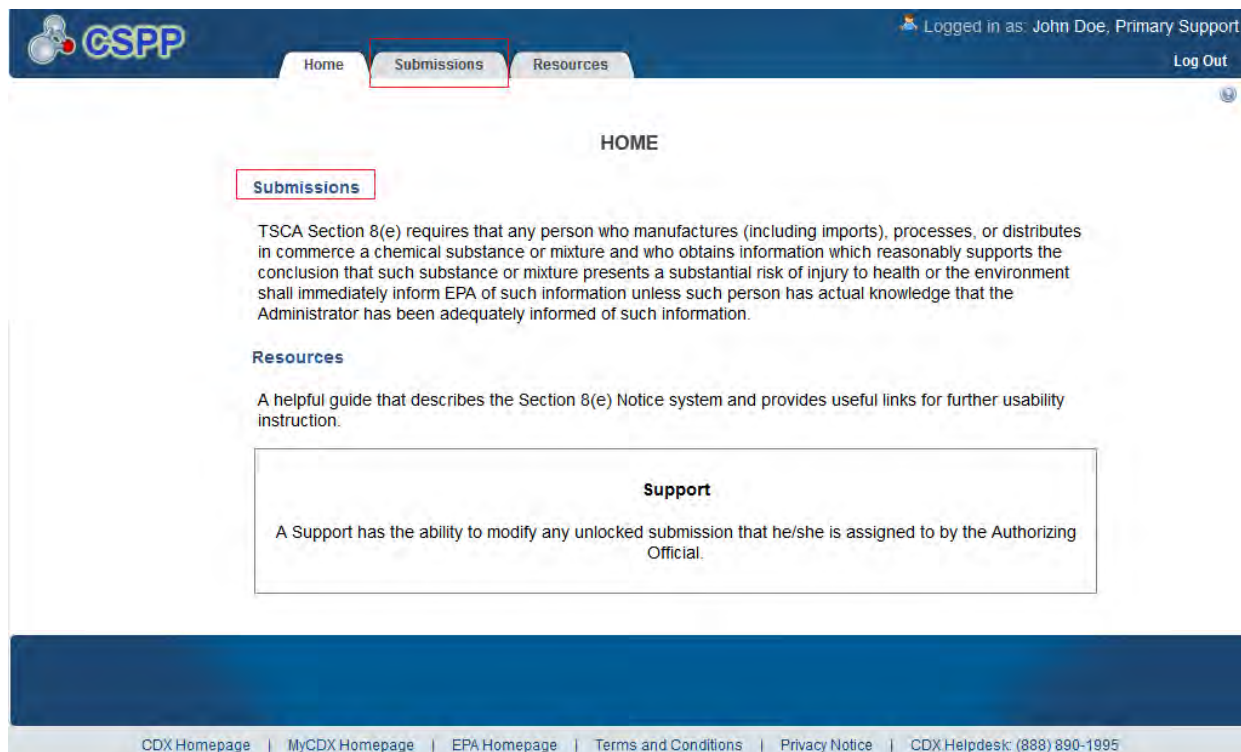 CSPP
Logged in as: John Doe, Primary Support
Home Submissions Resources
Log Out
HOME
Submissions
TSCA Section 8(e) requires that any person who manufactures (including imports), processes, or distributes
in commerce a chemical substance or mixture and who obtains information which reasonably supports the
conclusion that such substance or mixture presents a substantial risk of injury to health or the environment
shall immediately inform EPA of such information unless such person has actual knowledge that the
Administrator has been adequately informed of such information.
Resources
A helpful guide that describes the Section 8(e) Notice system and provides useful links for further usability
instruction.
Support
A Support has the ability to modify any unlocked submission that he/she is assigned to by the Authorizing
Official.
CDX Homepage | MyCDX Homepage | EPA Homepage | Terms and Conditions | Privacy Notice | CDX Helpdesk: (888) 890-1995